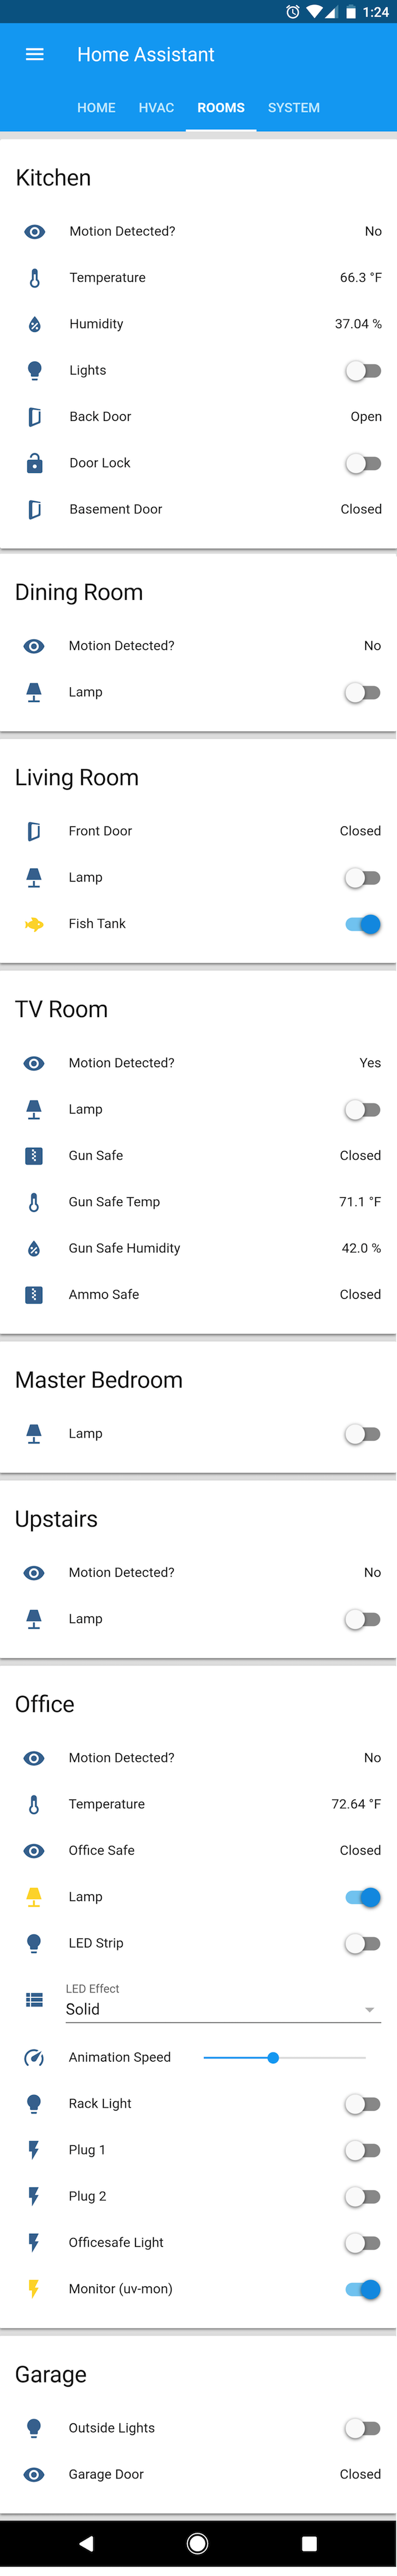 1:24
Home Assistant
HOME HVAC ROOMS SYSTEM
Kitchen
Motion Detected? No
Temperature 66.3 °F
Humidity 37.04 %
Lights
Back Door Open
Door Lock
Basement Door Closed
Dining Room
Motion Detected? No
Lamp
Living Room
Front Door Closed
Lamp
Fish Tank
TV Room
Motion Detected? Yes
Lamp
Gun Safe Closed
Gun Safe Temp 71.1 °F
Gun Safe Humidity 42.0 %
Ammo Safe Closed
Master Bedroom
Lamp
Upstairs
Motion Detected? No
Lamp
Office
Motion Detected? No
Temperature 72.64 °F
Office Safe Closed
Lamp
LED Strip
LED Effect
Solid
Animation Speed
Rack Light
Plug 1
Plug 2
Officesafe Light
Monitor (uv-mon)
Garage
Outside Lights
Garage Door Closed